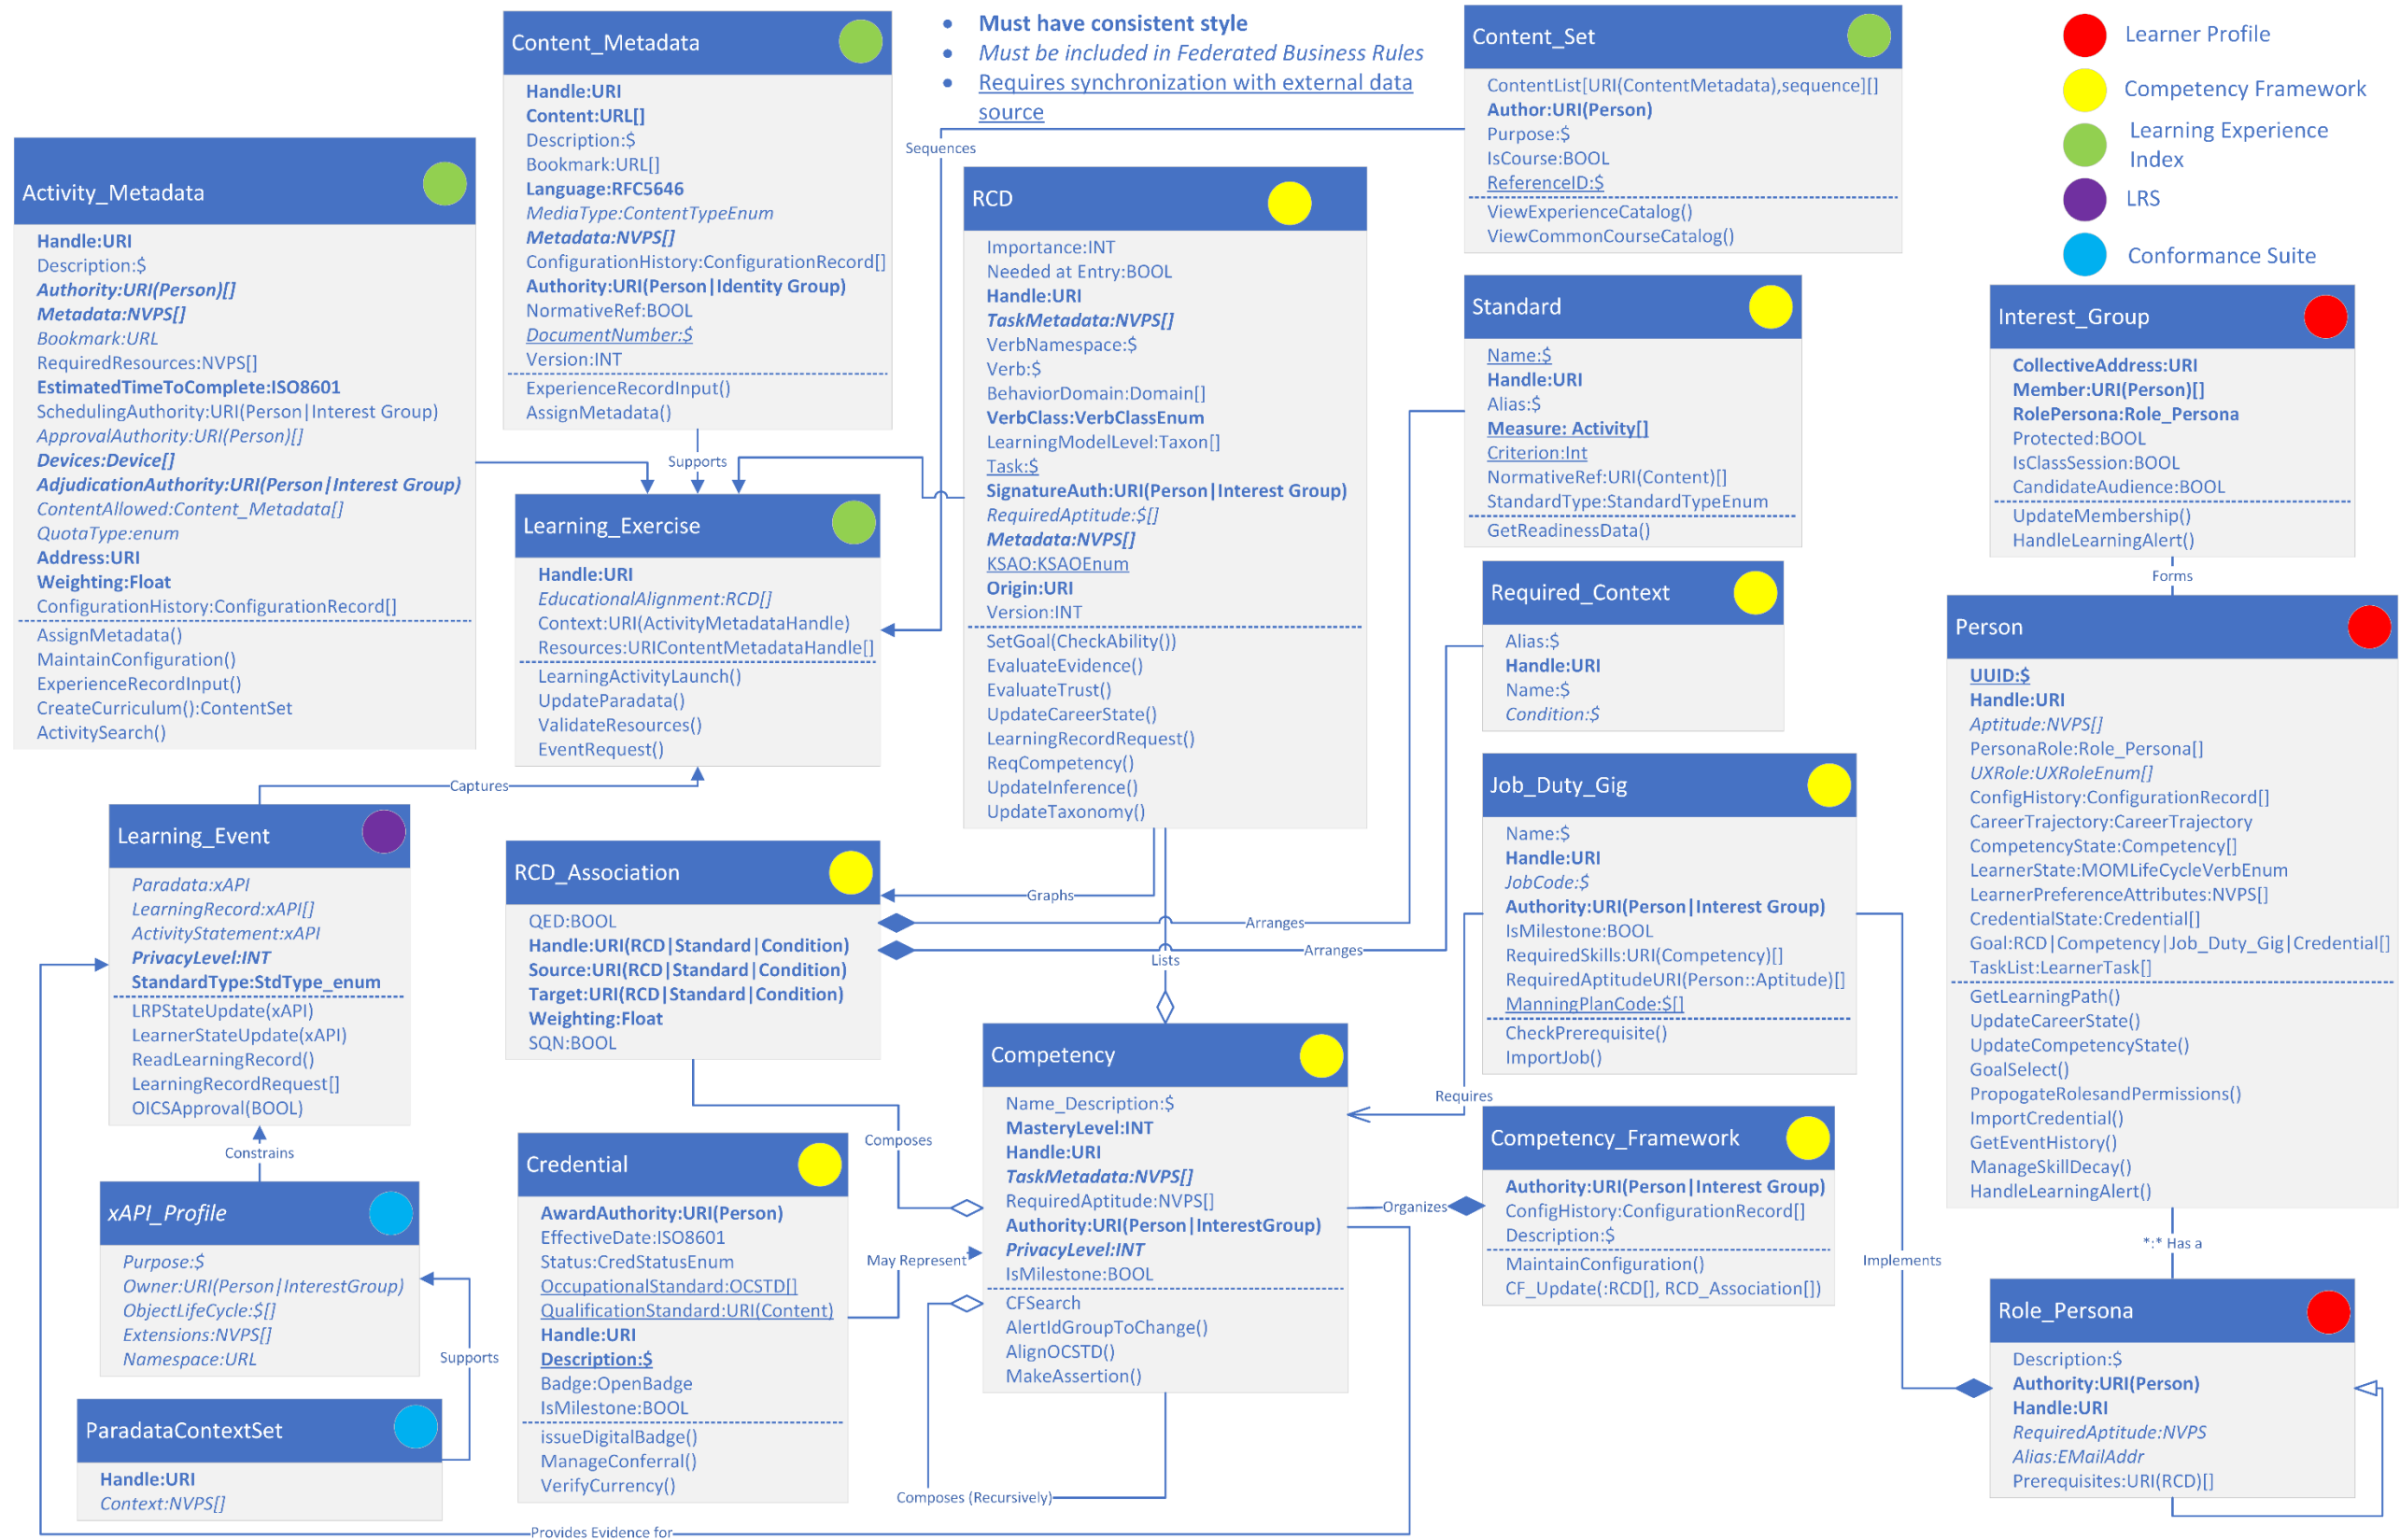 Content_Metadata
Handle:URI
Content:URL[]
Description:$
Bookmark:URL[]
Language:RFC5646
MediaType:ContentTypeEnum
Metadata:NVPS[]
ConfigurationHistory:ConfigurationRecord[]
Authority:URI(Person|Identity Group)
NormativeRef:BOOL
DocumentNumber:$
Version:INT
ExperienceRecordInput()
AssignMetadata()
• Must have consistent style
• Must be included in Federated Business Rules
• Requires synchronization with external data
source
Content_Set
ContentList[URI(ContentMetadata),sequence][]
Author:URI(Person)
Purpose:$
IsCourse:BOOL
ReferenceID:$
ViewExperienceCatalog()
ViewCommonCourseCatalog()
Learner Profile
Competency Framework
Learning Experience
Index
LRS
Conformance Suite
Activity_Metadata
Handle:URI
Description:$
Authority:URI(Person)[]
Metadata:NVPS[]
Bookmark:URL
RequiredResources:NVPS[]
EstimatedTimeToComplete:ISO8601
SchedulingAuthority:URI(Person|Interest Group)
ApprovalAuthority:URI(Person)[]
Devices:Device[]
AdjudicationAuthority:URI(Person|Interest Group)
ContentAllowed:Content_Metadata[]
QuotaType:enum
Address:URI
Weighting:Float
ConfigurationHistory:ConfigurationRecord[]
AssignMetadata()
MaintainConfiguration()
ExperienceRecordInput()
CreateCurriculum():ContentSet
ActivitySearch()
Sequences
Supports
RCD
Importance:INT
Needed at Entry:BOOL
Handle:URI
TaskMetadata:NVPS[]
VerbNamespace:$
Verb:$
BehaviorDomain:Domain[]
VerbClass:VerbClassEnum
LearningModelLevel:Taxon[]
Task:$
SignatureAuth:URI(Person|Interest Group)
RequiredAptitude:$[]
Metadata:NVPS[]
KSAO:KSAOEnum
Origin:URI
Version:INT
SetGoal(CheckAbility())
EvaluateEvidence()
EvaluateTrust()
UpdateCareerState()
LearningRecordRequest()
ReqCompetency()
UpdateInference()
UpdateTaxonomy()
Standard
Name:$
Handle:URI
Alias:$
Measure: Activity[]
Criterion:Int
NormativeRef:URI(Content)[]
StandardType:StandardTypeEnum
GetReadinessData()
Interest_Group
CollectiveAddress:URI
Member:URI(Person)[]
RolePersona:Role_Persona
Protected:BOOL
IsClassSession:BOOL
CandidateAudience:BOOL
UpdateMembership()
HandleLearningAlert()
Forms
Learning_Exercise
Handle:URI
EducationalAlignment:RCD[]
Context:URI(ActivityMetadataHandle)
Resources:URIContentMetadataHandle[]
LearningActivityLaunch()
UpdateParadata()
ValidateResources()
EventRequest()
Required_Context
Alias:$
Handle:URI
Name:$
Condition:$
Person
UUID:$
Handle:URI
Aptitude:NVPS[]
PersonaRole:Role_Persona[]
UXRole:UXRoleEnum[]
ConfigHistory:ConfigurationRecord[]
CareerTrajectory:CareerTrajectory
CompetencyState:Competency[]
LearnerState:MOMLifeCycleVerbEnum
LearnerPreferenceAttributes:NVPS[]
CredentialState:Credential[]
Goal:RCD|Competency|Job_Duty_Gig|Credential[]
TaskList:LearnerTask[]
GetLearningPath()
UpdateCareerState()
UpdateCompetencyState()
GoalSelect()
PropogateRolesandPermissions()
ImportCredential()
GetEventHistory()
ManageSkillDecay()
HandleLearningAlert()
Job_Duty_Gig
Name:$
Handle:URI
JobCode:$
Authority:URI(Person|Interest Group)
IsMilestone:BOOL
RequiredSkills:URI(Competency)[]
RequiredAptitudeURI(Person::Aptitude)[]
ManningPlanCode:$[]
CheckPrerequisite()
ImportJob()
Captures
Learning_Event
Paradata:xAPI
LearningRecord:xAPI[]
ActivityStatement:xAPI
PrivacyLevel:INT
StandardType:StdType_enum
LRPStateUpdate(xAPI)
LearnerStateUpdate(xAPI)
ReadLearningRecord()
LearningRecordRequest[]
OICSApproval(BOOL)
RCD_Association
QED:BOOL
Handle:URI(RCD|Standard|Condition)
Source:URI(RCD|Standard|Condition)
Target:URI(RCD|Standard|Condition)
Weighting:Float
SQN:BOOL
Graphs
Arranges
Arranges
Lists
Competency
Name_Description:$
MasteryLevel:INT
Handle:URI
TaskMetadata:NVPS[]
RequiredAptitude:NVPS[]
Authority:URI(Person|InterestGroup)
PrivacyLevel:INT
IsMilestone:BOOL
CFSearch
AlertIdGroupToChange()
AlignOCSTD()
MakeAssertion()
Requires
Competency_Framework
Authority:URI(Person|Interest Group)
ConfigHistory:ConfigurationRecord[]
Description:$
MaintainConfiguration()
CF_Update(:RCD[], RCD_Association[])
Organizes
Composes
Constrains
Credential
AwardAuthority:URI(Person)
EffectiveDate:ISO8601
Status:CredStatusEnum
OccupationalStandard:OCSTD[]
QualificationStandard:URI(Content)
Handle:URI
Description:$
Badge:OpenBadge
IsMilestone:BOOL
issueDigitalBadge()
ManageConferral()
VerifyCurrency()
May Represent
xAPI_Profile
Purpose:$
Owner:URI(Person|InterestGroup)
ObjectLifeCycle:$[]
Extensions:NVPS[]
Namespace:URL
Supports
ParadataContextSet
Handle:URI
Context:NVPS[]
*:* Has a
Implements
Role_Persona
Description:$
Authority:URI(Person)
Handle:URI
RequiredAptitude:NVPS
Alias:EMailAddr
Prerequisites:URI(RCD)[]
Composes (Recursively)
Provides Evidence for